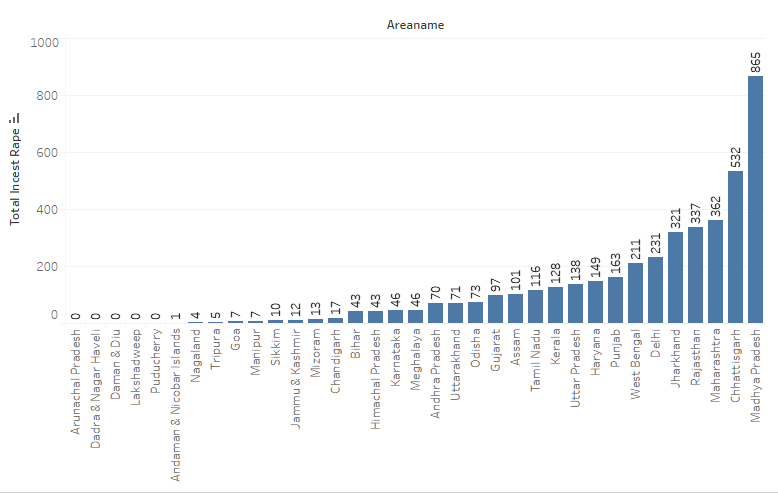 Areaname
Total Incest Rape
1000
800
600
400
200
0
0
0
0
0
0
1
4
5
7
7
10
12
13
17
43
43
46
46
70
71
73
97
101
116
128
138
149
163
211
231
321
337
362
532
865
Arunachal Pradesh
Dadra & Nagar Haveli
Daman & Diu
Lakshadweep
Puducherry
Andaman & Nicobar Islands
Nagaland
Tripura
Goa
Manipur
Sikkim
Jammu & Kashmir
Mizoram
Chandigarh
Bihar
Himachal Pradesh
Karnataka
Meghalaya
Andhra Pradesh
Uttarakhand
Odisha
Gujarat
Assam
Tamil Nadu
Kerala
Uttar Pradesh
Haryana
Punjab
West Bengal
Delhi
Jharkhand
Rajasthan
Maharashtra
Chhattisgarh
Madhya Pradesh